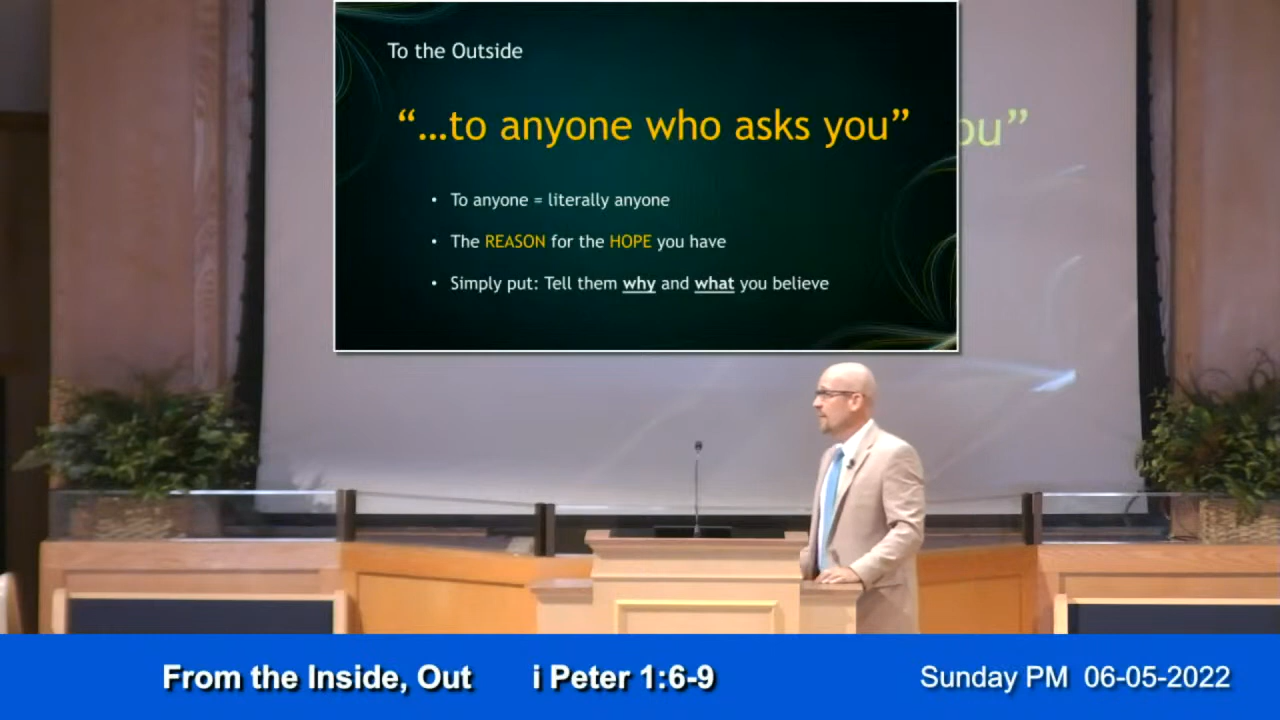 To the Outside
“...to anyone who asks you”
ou”
• To anyone = literally anyone
• The REASON for the HOPE you have
• Simply put: Tell them why and what you believe
From the Inside, Out i Peter 1:6-9 Sunday PM 06-05-2022